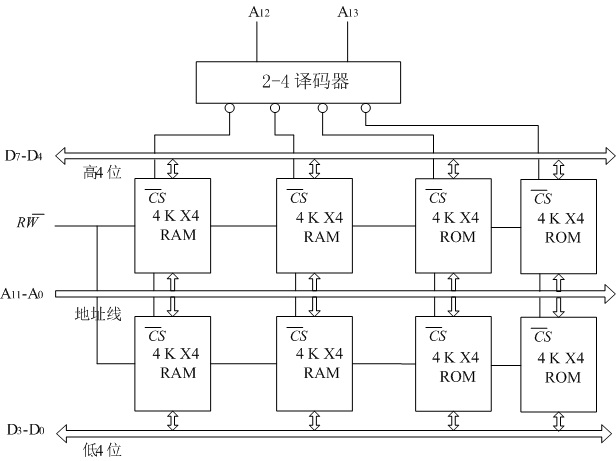 A12 A13
2-4 译码器
D7-D4
高4 位
CS CS CS CS
4 K X4 4 K X4 4 K X4 4 K X4
RAM RAM ROM ROM
RW
A11-A0
地址线
CS CS CS CS
4 K X4 4 K X4 4 K X4 4 K X4
RAM RAM ROM ROM
D3-D0
低4 位